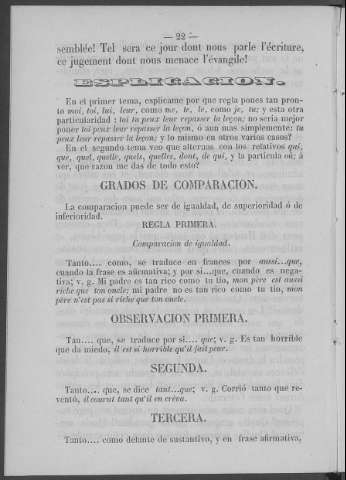 — 22 —
semblée! Tel sera ce jour dont nous parle l'écriture,
ce jugement dont nous menace l'évangile!
ESPLICACION.
En el primer tema, esplicame por que regla pones tan pron-
to moi, toi, lui, leur, como me, te, como je, tu; y esta otra
particularidad: toi tu peux leur repasser la leçon; no seria mejor
poner toi peux leur repasser la leçon, o aun mas simplemente: tu
peux leur repasser la leçon; y lo mismo en otros varios casos?
En el segundo tema veo que alternas con los relativos qui,
que, quel, quelle, quels, quelles, dont, de qui, y la particula où; á
ver, que razon me das de todo esto?
GRADOS DE COMPARACION.
La comparacion puede ser de igualdad, de superioridad ó de
inferioridad.
REGLA PRIMERA.
Comparacion de igualdad.
Tanto.... como, se traduce en frances por aussi...que,
cuando la frase es afirmativa; y por si...que, cuando es nega-
tiva; v. g. Mi padre es tan rico como tu tio, mon père est aussi
riche que ton oncle; mi padre no es tan rico como tu tio, mon
père n'est pas si riche que ton oncle.
OBSERVACION PRIMERA.
Tan.... que, se traduce por si.... que; v. g. Es tan horrible
que da miedo, il est si horrible qu'il fait peur.
SEGUNDA.
Tanto.... que, se dice tant...que; v. g. Corrió tanto que re-
ventó, il courut tant qu'il en créva.
TERCERA.
Tanto.... como delante de sustantivo, y en frase afirmativa,